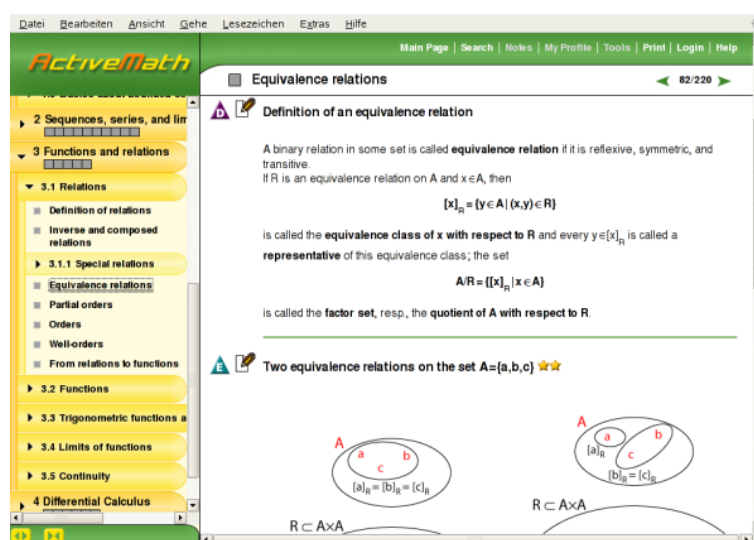 Datei Bearbeiten Ansicht Gehe Lesezeichen Extras Hilfe
ActiveMath
Main Page | Search | Notes | My Profile | Tools | Print | Login | Help
Equivalence relations
82/220
2 Sequences, series, and lim
3 Functions and relations
3.1 Relations
Definition of relations
Inverse and composed
relations
3.1.1 Special relations
Equivalence relations
Partial orders
Orders
Well-orders
From relations to functions
3.2 Functions
3.3 Trigonometric functions a
3.4 Limits of functions
3.5 Continuity
4 Differential Calculus
D
Definition of an equivalence relation
A binary relation in some set is called equivalence relation if it is reflexive, symmetric, and
transitive.
If R is an equivalence relation on A and x∈A, then
[x]R = {y∈A | (x,y)∈R}
is called the equivalence class of x with respect to R and every y∈[x]R is called a
representative of this equivalence class; the set
A/R = {[x]R | x∈A}
is called the factor set, resp., the quotient of A with respect to R.
E
Two equivalence relations on the set A={a,b,c}
A
a b
c
[a]R = [b]R = [c]R
R ⊂ A×A
A
a b
[a]R c
[b]R = [c]R
R ⊂ A×A